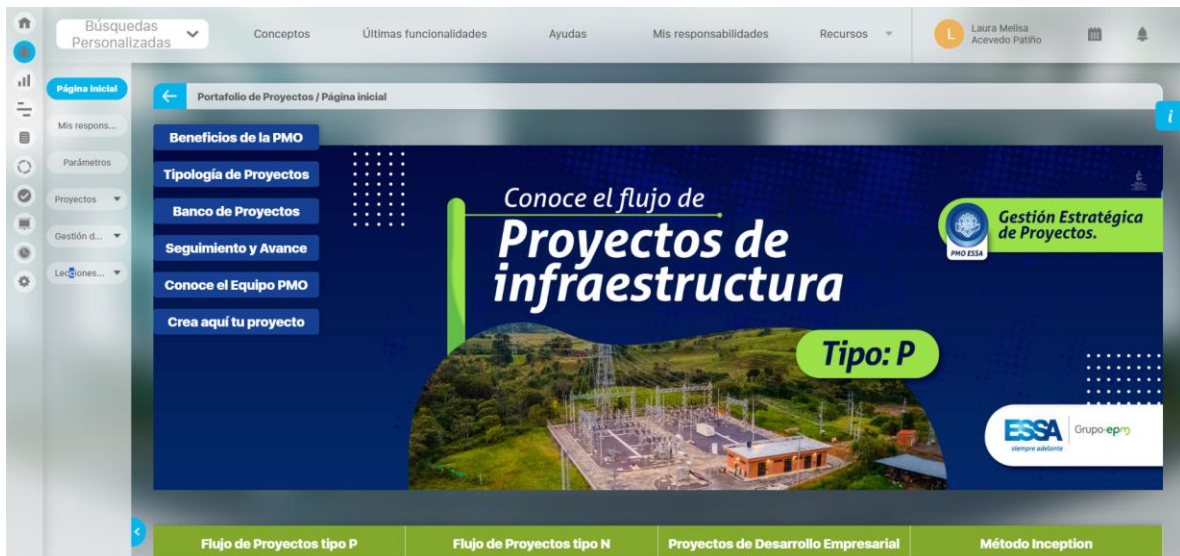 Búsquedas
Personalizadas
Conceptos
Últimas funcionalidades
Ayudas
Mis responsabilidades
Recursos
L
Laura Melisa
Acevedo Patiño
Página inicial
Mis respons...
Parámetros
Proyectos
Gestión d...
Lecciones...
Portafolio de Proyectos / Página inicial
i
Beneficios de la PMO
Tipología de Proyectos
Banco de Proyectos
Seguimiento y Avance
Conoce el Equipo PMO
Crea aquí tu proyecto
Conoce el flujo de
Proyectos de
infraestructura
Tipo: P
Gestión Estratégica
de Proyectos.
PMO ESSA
ESSA
siempre adelante
Grupo-epm
Flujo de Proyectos tipo P
Flujo de Proyectos tipo N
Proyectos de Desarrollo Empresarial
Método Inception